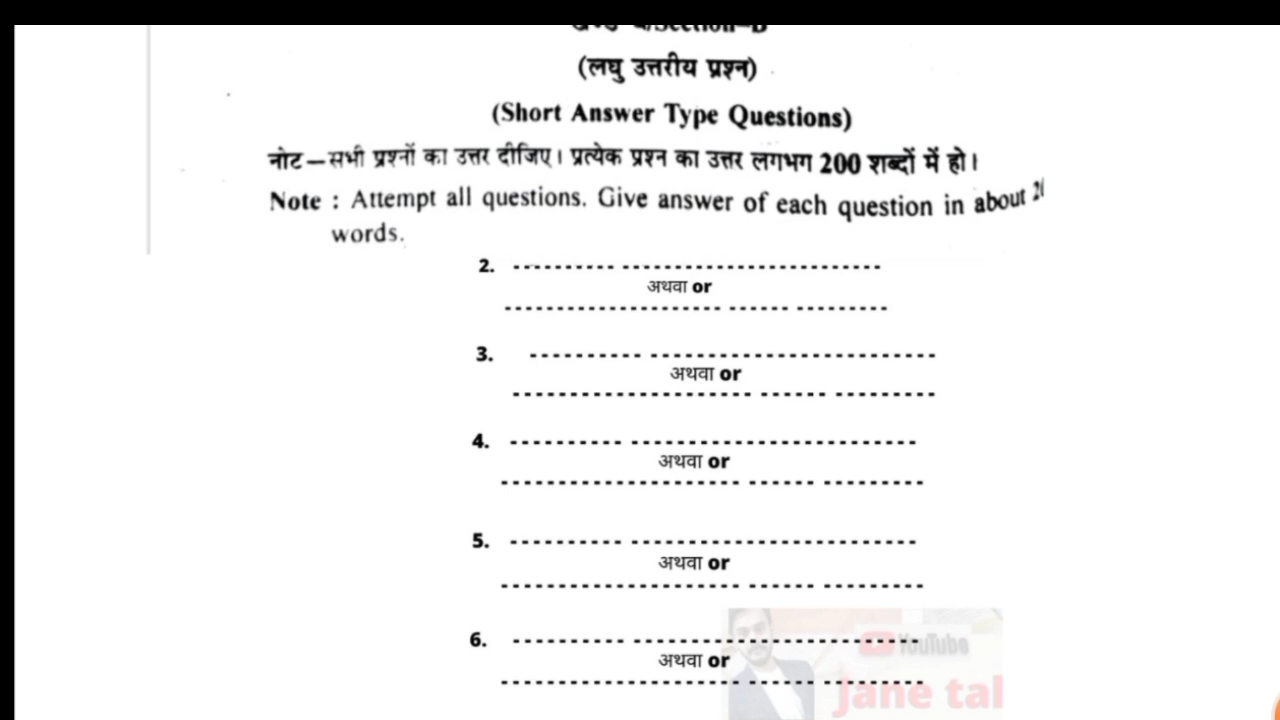 (लघु उत्तरीय प्रश्न)
(Short Answer Type Questions)
नोट—सभी प्रश्नों का उत्तर दीजिए। प्रत्येक प्रश्न का उत्तर लगभग 200 शब्दों में हो।
Note : Attempt all questions. Give answer of each question in about
words.
2. ---------- -------------------------
अथवा or
--------------------- ------ ---------
3. ---------- -------------------------
अथवा or
--------------------- ------ ---------
4. ---------- -------------------------
अथवा or
--------------------- ------ ---------
5. ---------- -------------------------
अथवा or
--------------------- ------ ---------
6. ---------- -------------------------
अथवा or
--------------------- ------ ---------
YouTube
Jane tal